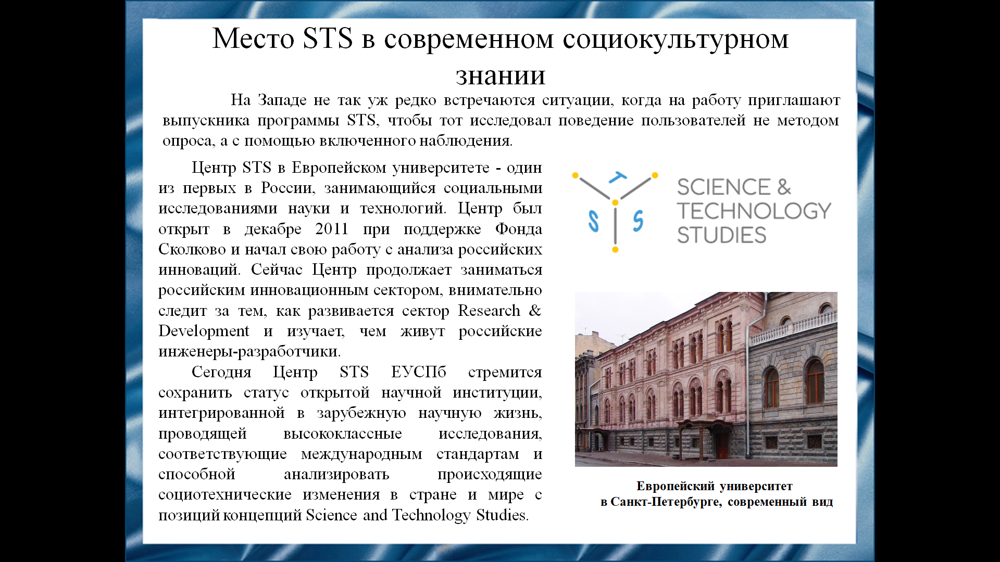 Место STS в современном социокультурном
знании
На Западе не так уж редко встречаются ситуации, когда на работу приглашают
выпускника программы STS, чтобы тот исследовал поведение пользователей не методом
опроса, а с помощью включенного наблюдения.
Центр STS в Европейском университете - один
из первых в России, занимающийся социальными
исследованиями науки и технологий. Центр был
открыт в декабре 2011 при поддержке Фонда
Сколково и начал свою работу с анализа российских
инноваций. Сейчас Центр продолжает заниматься
российским инновационным сектором, внимательно
следит за тем, как развивается сектор Research &
Development и изучает, чем живут российские
инженеры-разработчики.
Сегодня Центр STS ЕУСПб стремится
сохранить статус открытой научной институции,
интегрированной в зарубежную научную жизнь,
проводящей высококлассные исследования,
соответствующие международным стандартам и
способной анализировать происходящие
социотехнические изменения в стране и мире с
позиций концепций Science and Technology Studies.
T
S S
SCIENCE &
TECHNOLOGY
STUDIES
Европейский университет
в Санкт-Петербурге, современный вид